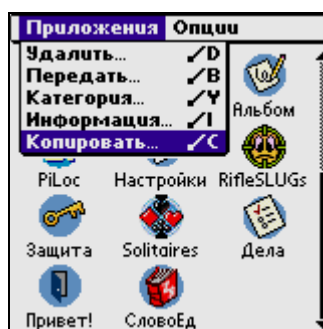 Приложения Опции
Удалить... ⁄D
Передать... ⁄B
Категория... ⁄Y
Информация... ⁄I
Копировать... ⁄C
Альбом
PiLoc Настройки RifleSLUGs
Защита Solitaires Дела
Привет! СловоЕд